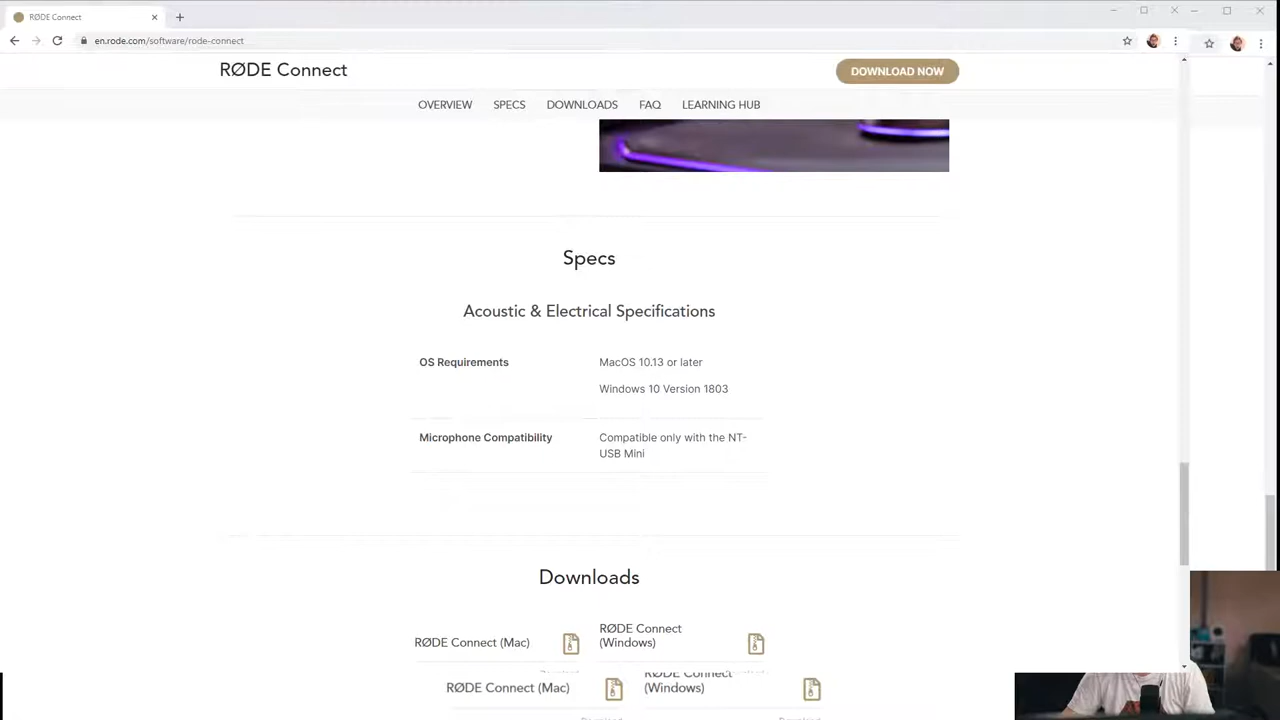 RØDE Connect
en.rode.com/software/rode-connect
RØDE Connect
DOWNLOAD NOW
OVERVIEW SPECS DOWNLOADS FAQ LEARNING HUB
Specs
Acoustic & Electrical Specifications
OS Requirements
MacOS 10.13 or later
Windows 10 Version 1803
Microphone Compatibility
Compatible only with the NT-
USB Mini
Downloads
RØDE Connect (Mac)
RØDE Connect
(Windows)
RØDE Connect (Mac)
RØDE Connect
(Windows)